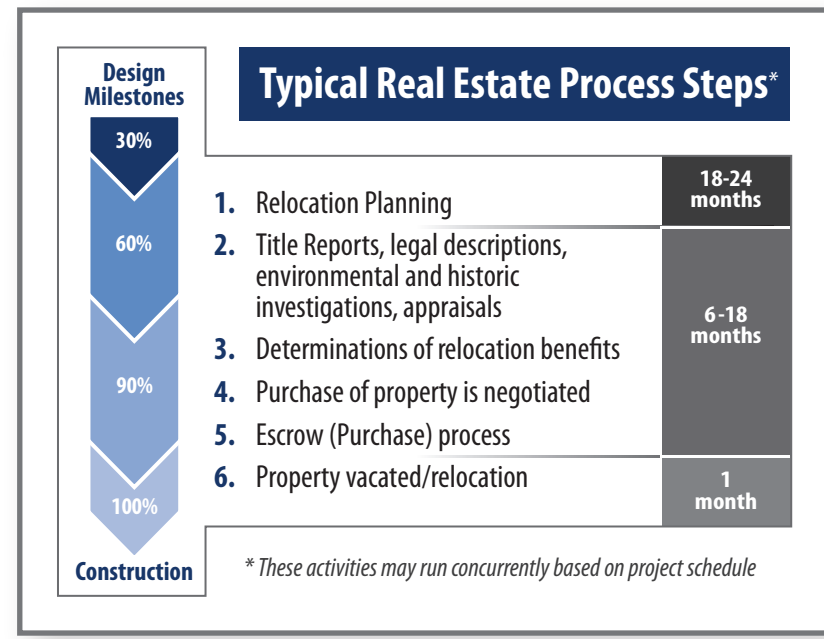 Design
Milestones
30%
60%
90%
100%
Construction
Typical Real Estate Process Steps*
1. Relocation Planning
2. Title Reports, legal descriptions,
environmental and historic
investigations, appraisals
3. Determinations of relocation benefits
4. Purchase of property is negotiated
5. Escrow (Purchase) process
6. Property vacated/relocation
18-24
months
6-18
months
1
month
* These activities may run concurrently based on project schedule